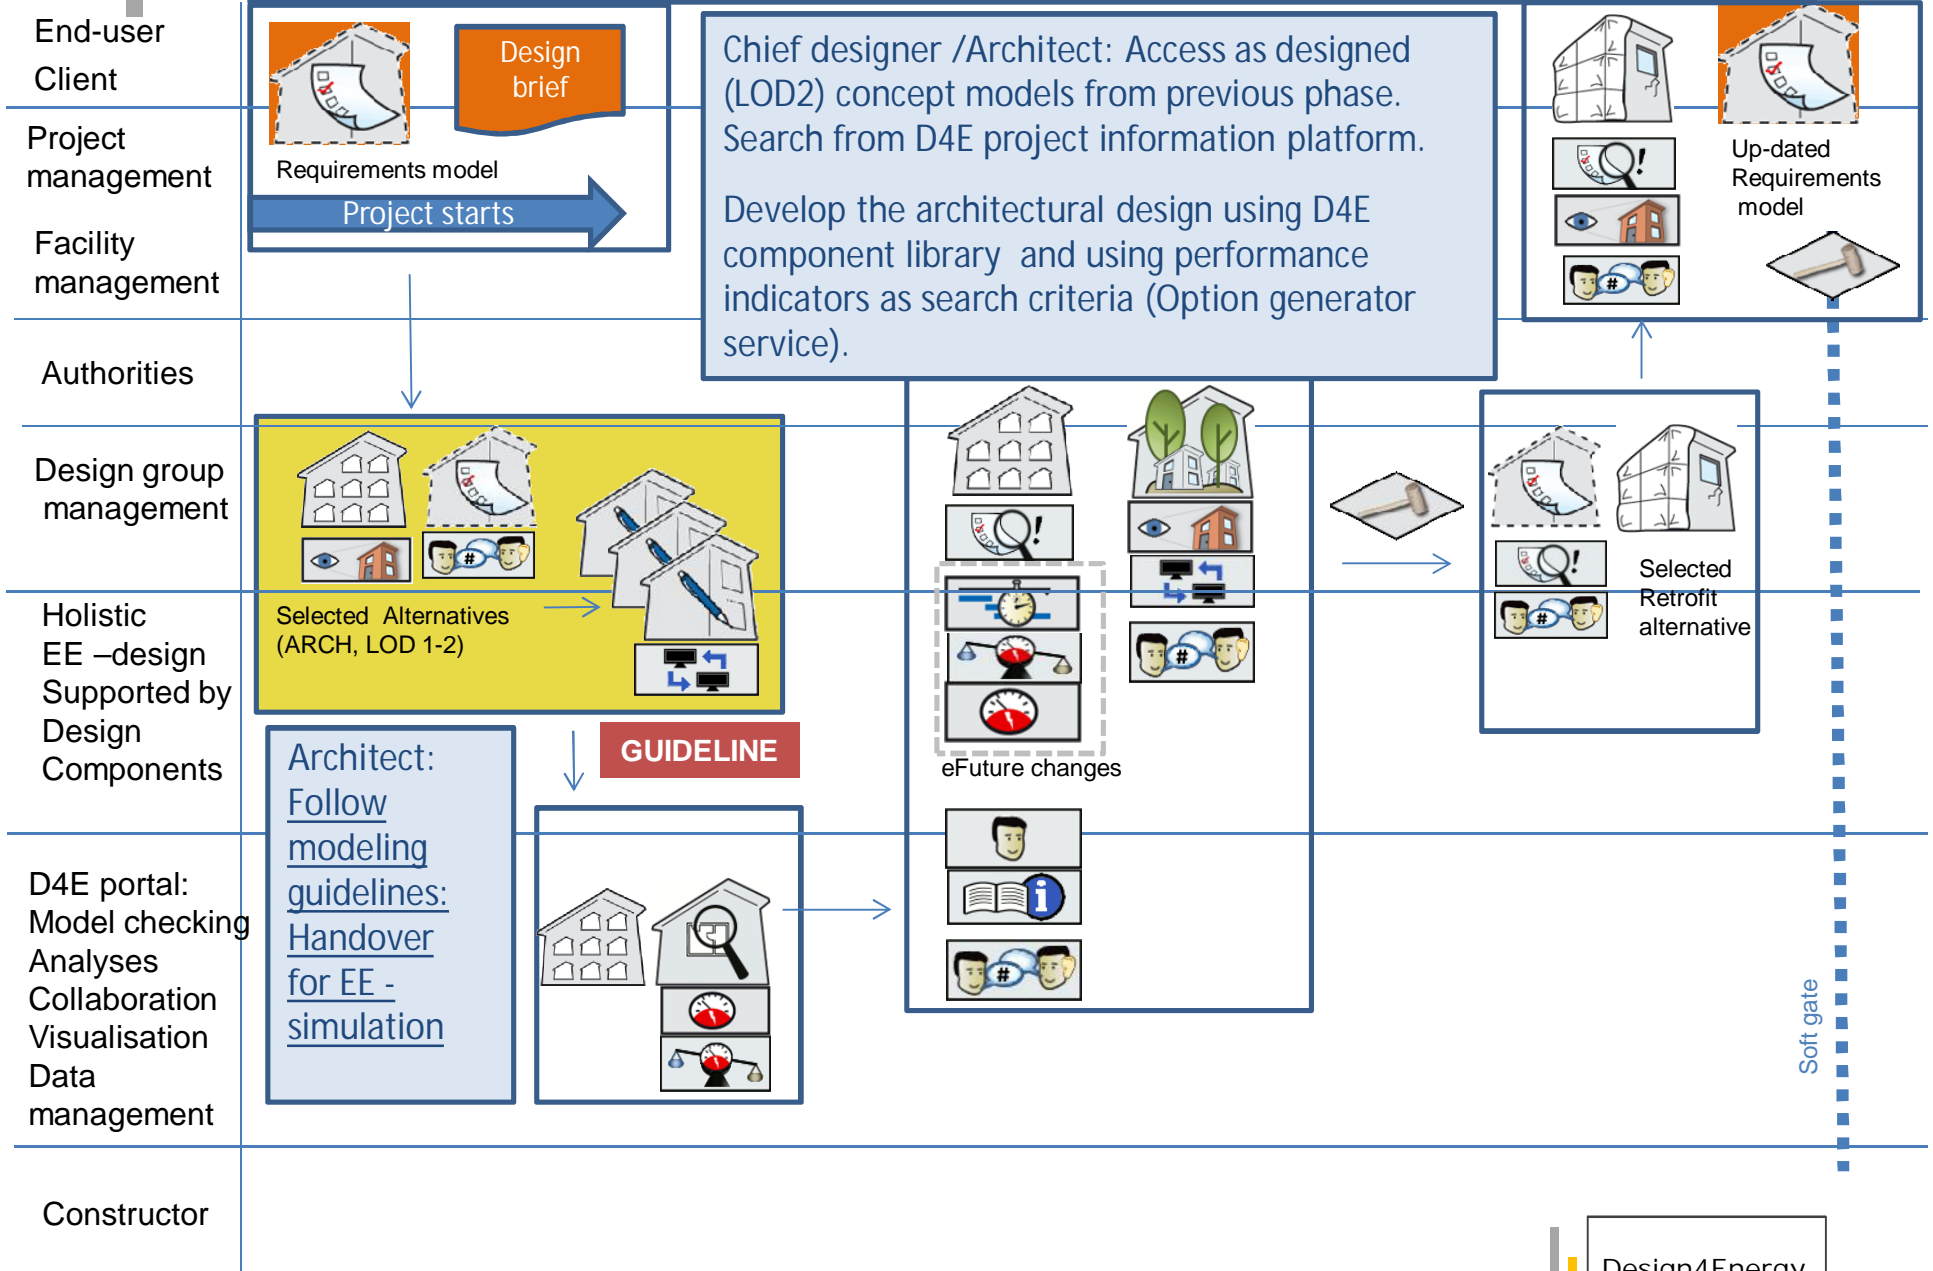 End-user
Client
Project
management
Facility
management
Authorities
Design group
management
Holistic
EE –design
Supported by
Design
Components
D4E portal:
Model checking
Analyses
Collaboration
Visualisation
Data
management
Constructor
Design
brief
Requirements model
Project starts
Chief designer /Architect: Access as designed
(LOD2) concept models from previous phase.
Search from D4E project information platform.
Develop the architectural design using D4E
component library and using performance
indicators as search criteria (Option generator
service).
Up-dated
Requirements
model
#
Selected Alternatives
(ARCH, LOD 1-2)
#
GUIDELINE
Architect:
Follow
modeling
guidelines:
Handover
for EE -
simulation
!
#
eFuture changes
i
#
!
#
Selected
Retrofit
alternative
!
Soft gate
Design4Energy